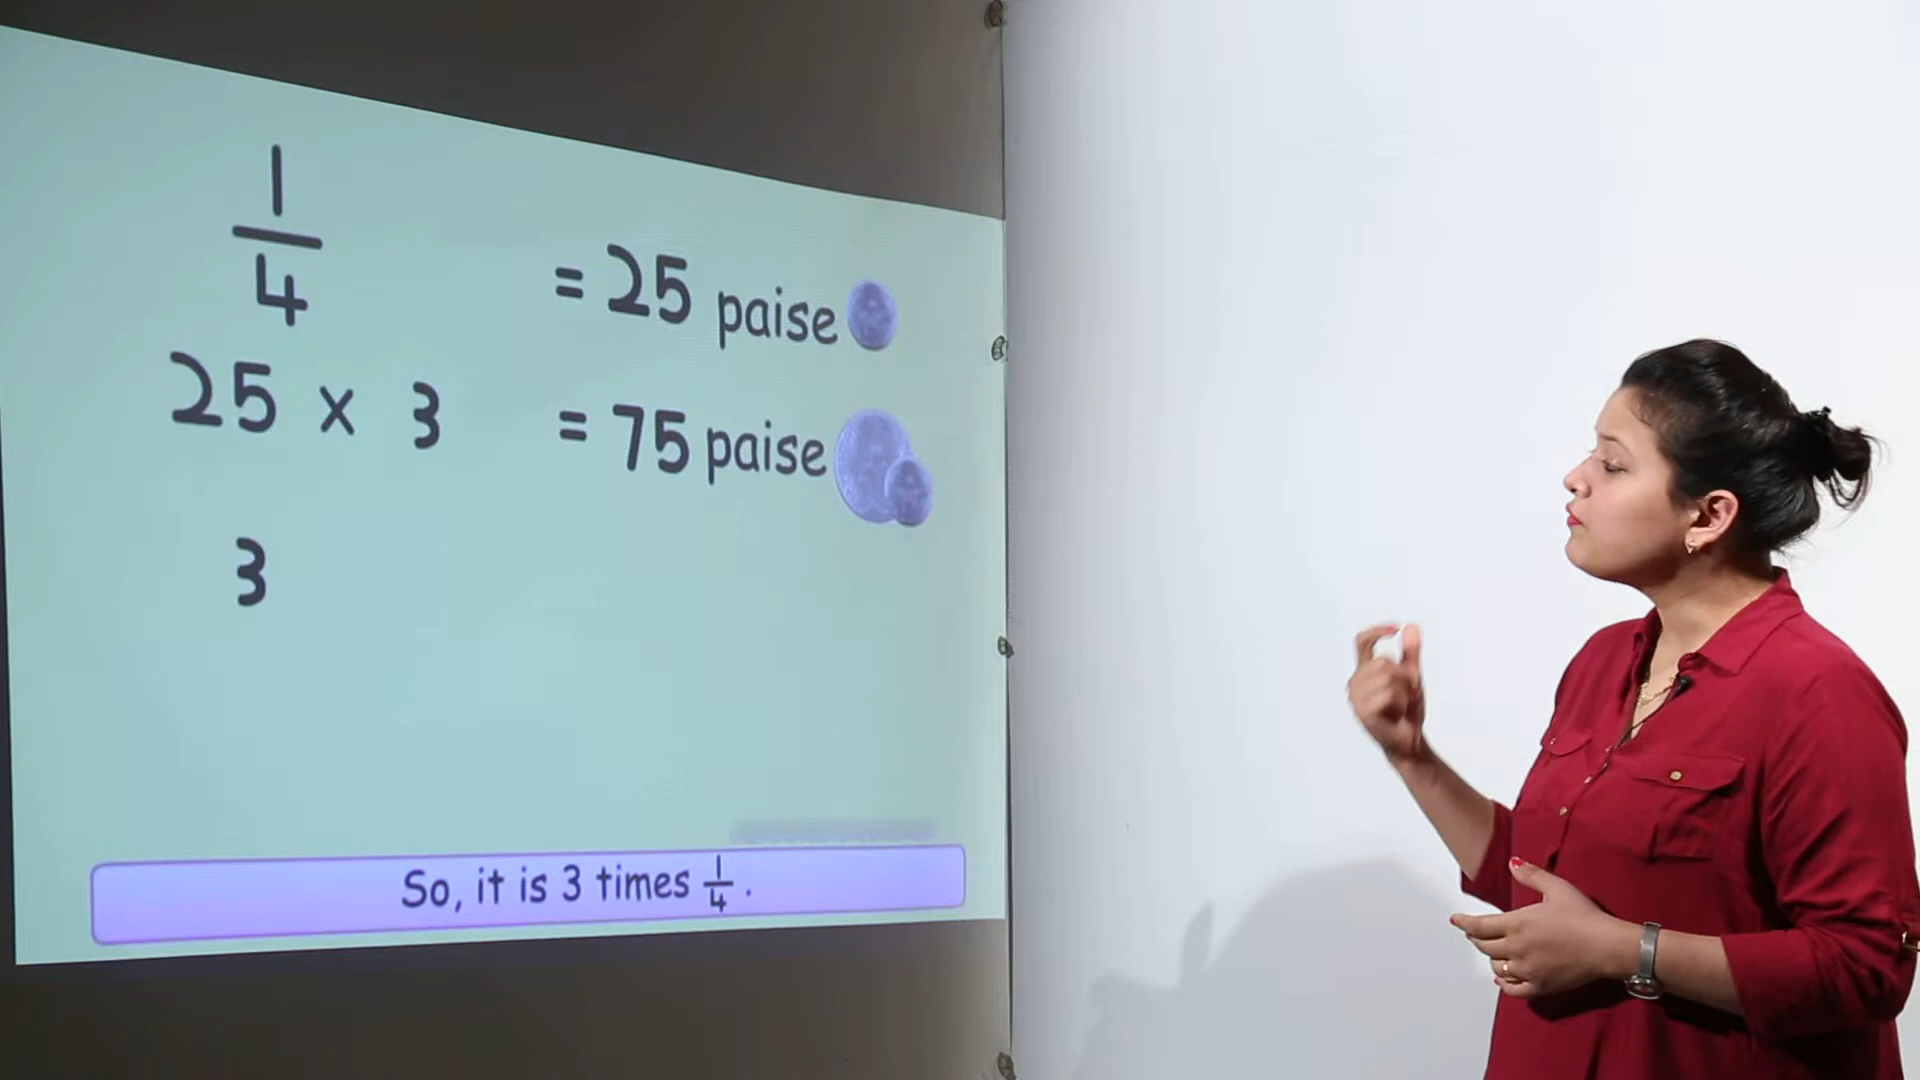 1/4 = 25 paise
25 × 3 = 75 paise
3
So, it is 3 times 1/4.